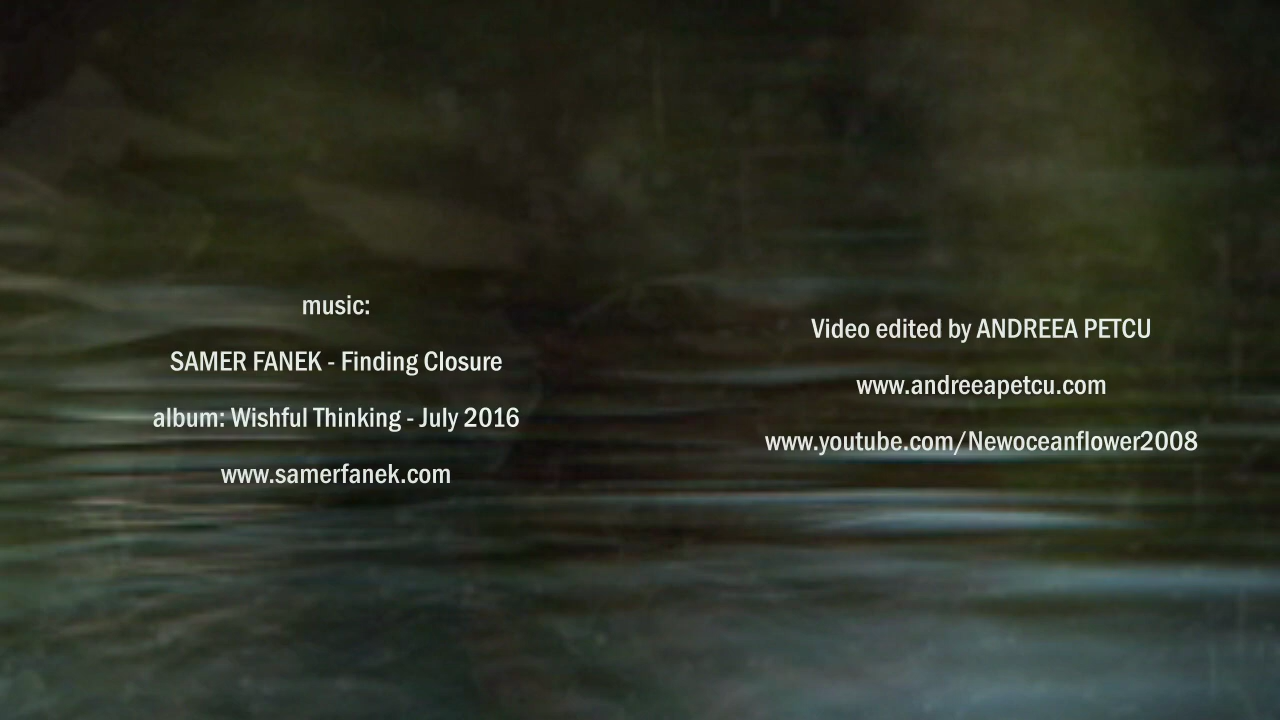 music:
SAMER FANEK - Finding Closure
album: Wishful Thinking - July 2016
www.samerfanek.com
Video edited by ANDREEA PETCU
www.andreeapetcu.com
www.youtube.com/Newoceanflower2008